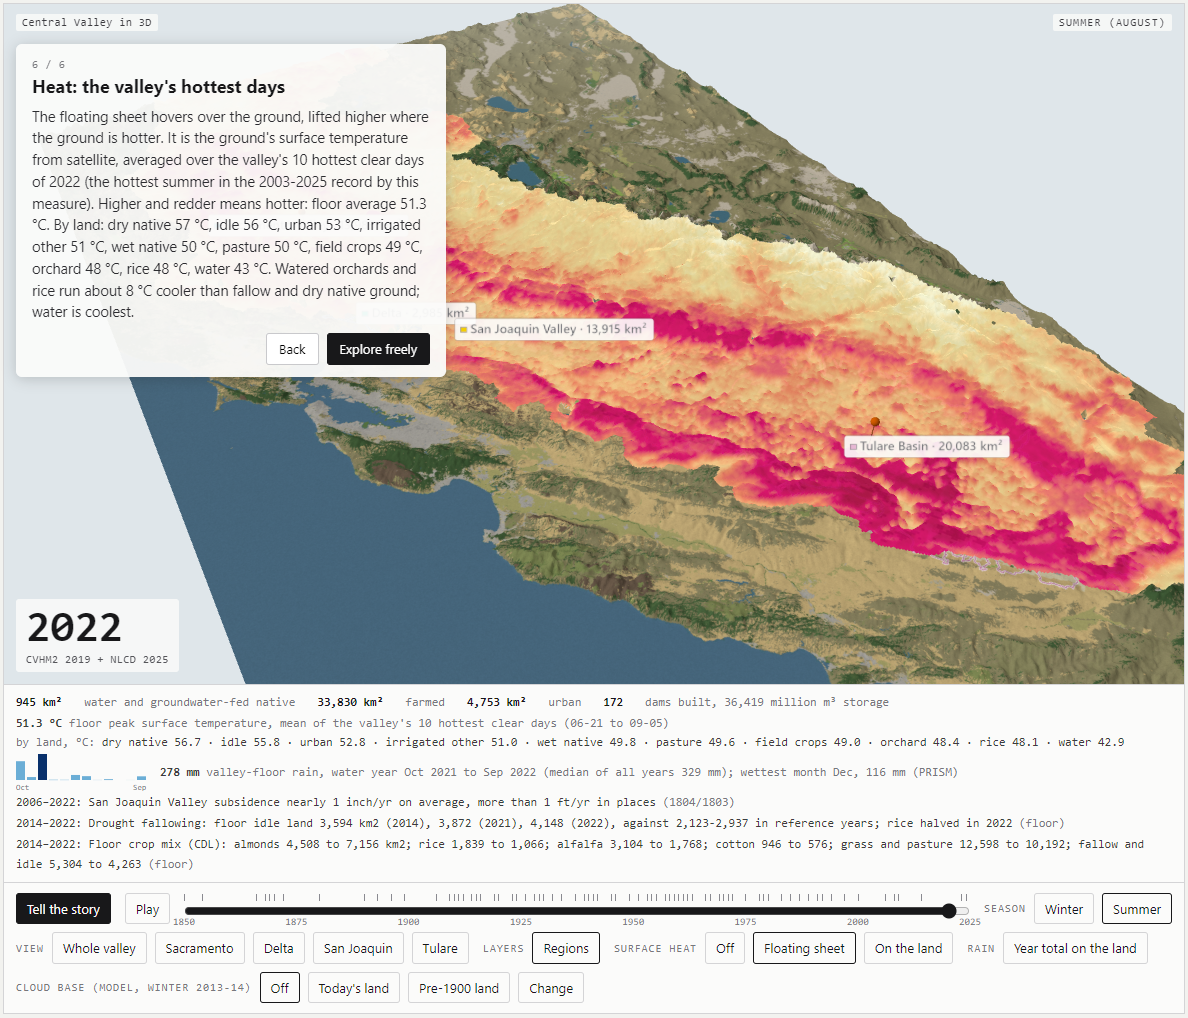 Central Valley in 3D
SUMMER (AUGUST)
6 / 6
Heat: the valley's hottest days
The floating sheet hovers over the ground, lifted higher where
the ground is hotter. It is the ground's surface temperature
from satellite, averaged over the valley's 10 hottest clear days
of 2022 (the hottest summer in the 2003-2025 record by this
measure). Higher and redder means hotter: floor average 51.3
°C. By land: dry native 57 °C, idle 56 °C, urban 53 °C, irrigated
other 51 °C, wet native 50 °C, pasture 50 °C, field crops 49 °C,
orchard 48 °C, rice 48 °C, water 43 °C. Watered orchards and
rice run about 8 °C cooler than fallow and dry native ground;
water is coolest.
km²
Back
Explore freely
San Joaquin Valley · 13,915 km²
Tulare Basin · 20,083 km²
2022
CVHM2 2019 + NLCD 2025
945 km² water and groundwater-fed native 33,830 km² farmed 4,753 km² urban 172 dams built, 36,419 million m³ storage
51.3 °C floor peak surface temperature, mean of the valley's 10 hottest clear days (06-21 to 09-05)
by land, °C: dry native 56.7 · idle 55.8 · urban 52.8 · irrigated other 51.0 · wet native 49.8 · pasture 49.6 · field crops 49.0 · orchard 48.4 · rice 48.1 · water 42.9
278 mm valley-floor rain, water year Oct 2021 to Sep 2022 (median of all years 329 mm); wettest month Dec, 116 mm (PRISM)
Oct Sep
2006–2022: San Joaquin Valley subsidence nearly 1 inch/yr on average, more than 1 ft/yr in places (1804/1803)
2014–2022: Drought fallowing: floor idle land 3,594 km2 (2014), 3,872 (2021), 4,148 (2022), against 2,123-2,937 in reference years; rice halved in 2022 (floor)
2014–2022: Floor crop mix (CDL): almonds 4,508 to 7,156 km2; rice 1,839 to 1,066; alfalfa 3,104 to 1,768; cotton 946 to 576; grass and pasture 12,598 to 10,192; fallow and
idle 5,304 to 4,263 (floor)
Tell the story
Play
1850 1875 1900 1925 1950 1975 2000 2025
SEASON Winter Summer
VIEW Whole valley Sacramento Delta San Joaquin Tulare LAYERS Regions SURFACE HEAT Off Floating sheet On the land RAIN Year total on the land
CLOUD BASE (MODEL, WINTER 2013-14) Off Today's land Pre-1900 land Change